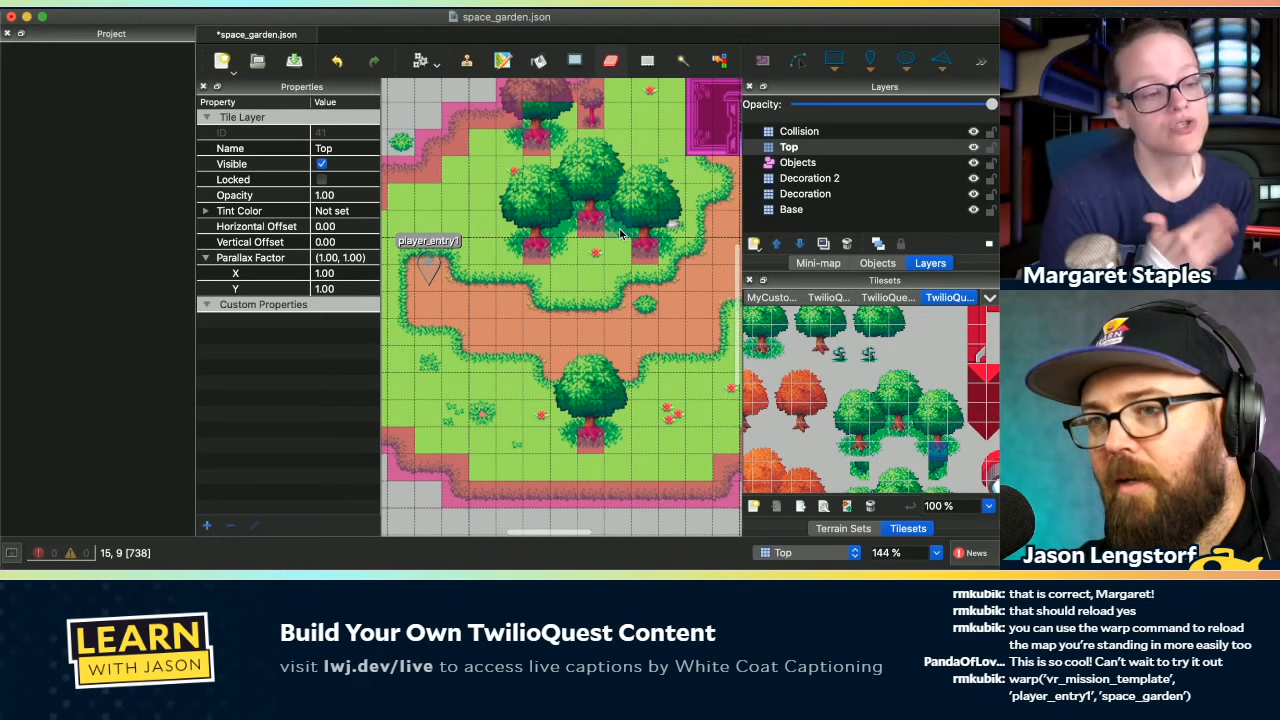 space_garden.json
Project
*space_garden.json
Properties
Property Value
Tile Layer
ID 41
Name Top
Visible
Locked
Opacity 1.00
Tint Color Not set
Horizontal Offset 0.00
Vertical Offset 0.00
Parallax Factor (1.00, 1.00)
X 1.00
Y 1.00
Custom Properties
player_entry1
Layers
Opacity:
Collision
Top
Objects
Decoration 2
Decoration
Base
Mini-map Objects Layers
Tilesets
MyCusto... TwilioQ... TwilioQue... TwilioQu...
100 %
Terrain Sets Tilesets
0 0 15, 9 [738]
Top 144 % News
Margaret Staples
Jason Lengstorf
LEARN
WITH JASON
Build Your Own TwilioQuest Content
visit lwj.dev/live to access live captions by White Coat Captioning
rmkubik: that is correct, Margaret!
rmkubik: that should reload yes
rmkubik: you can use the warp command to reload
the map you're standing in more easily too
PandaOfLov... This is so cool! Can't wait to try it out
rmkubik: warp('vr_mission_template',
'player_entry1', 'space_garden')